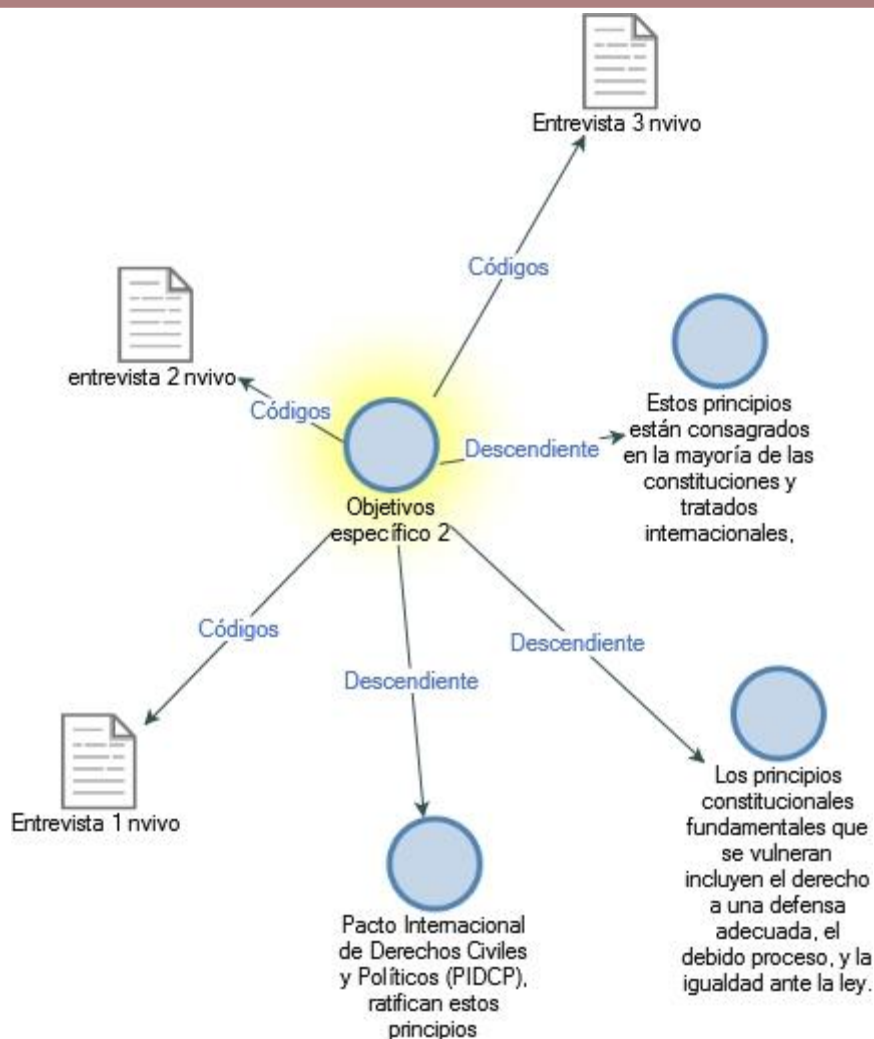 Entrevista 3 nvivo
Códigos
entrevista 2 nvivo
Códigos
Estos principios
están consagrados
en la mayoría de las
constituciones y
tratados
internacionales,
Descendiente
Objetivos
específico 2
Códigos
Descendiente
Descendiente
Entrevista 1 nvivo
Los principios
constitucionales
fundamentales que
se vulneran
incluyen el derecho
a una defensa
adecuada, el
debido proceso, y la
igualdad ante la ley.
Pacto Internacional
de Derechos Civiles
y Políticos (PIDCP),
ratifican estos
principios